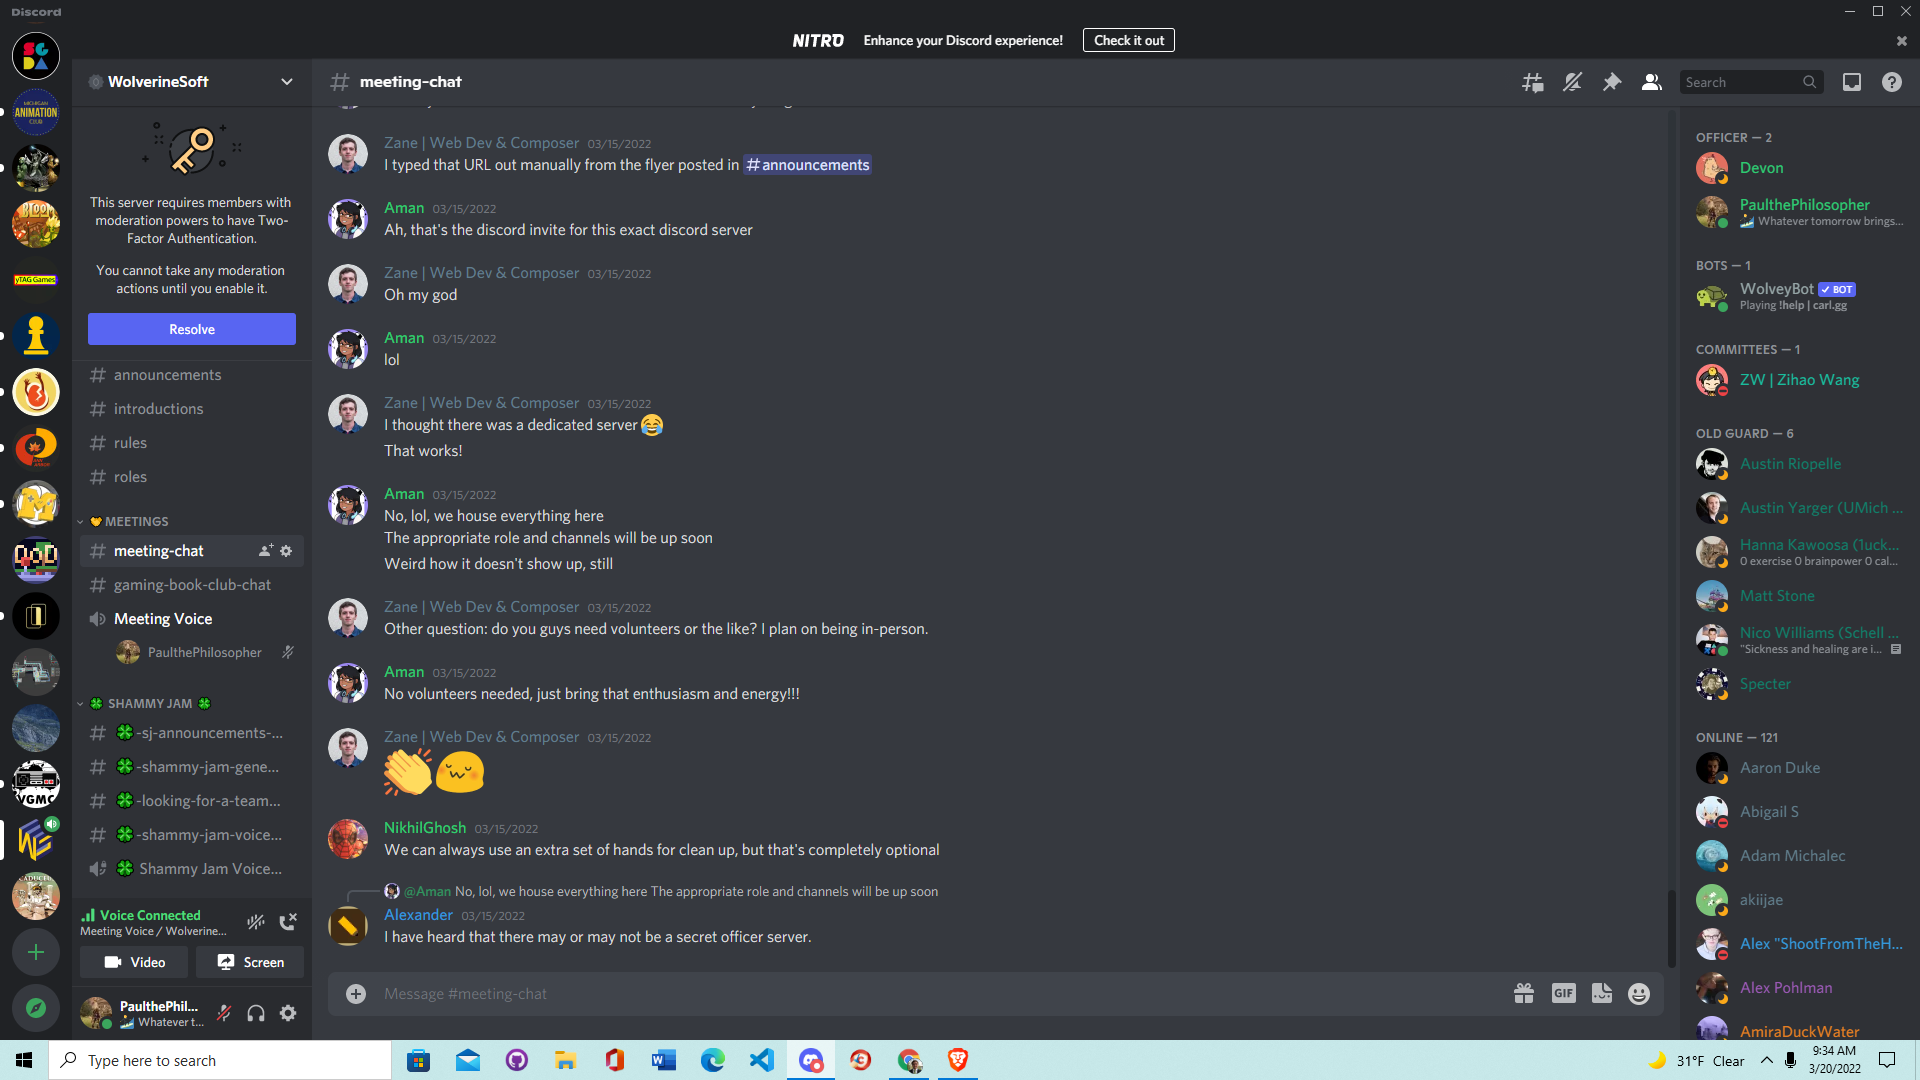 Discord
NITRO Enhance your Discord experience! Check it out
WolverineSoft
This server requires members with
moderation powers to have Two-
Factor Authentication.
You cannot take any moderation
actions until you enable it.
Resolve
announcements
introductions
rules
roles
MEETINGS
meeting-chat
gaming-book-club-chat
Meeting Voice
PaulthePhilosopher
SHAMMY JAM
-sj-announcements-...
-shammy-jam-gene...
-looking-for-a-team...
-shammy-jam-voice...
Shammy Jam Voice...
Voice Connected
Meeting Voice / Wolverine...
Video Screen
PaulthePhil...
Whatever t...
MICHIGAN
ANIMATION
CLUB
BLOOM
yTAG Games
VGMC
# meeting-chat
Search
Zane | Web Dev & Composer 03/15/2022
I typed that URL out manually from the flyer posted in #announcements
Aman 03/15/2022
Ah, that's the discord invite for this exact discord server
Zane | Web Dev & Composer 03/15/2022
Oh my god
Aman 03/15/2022
lol
Zane | Web Dev & Composer 03/15/2022
I thought there was a dedicated server 😂
That works!
Aman 03/15/2022
No, lol, we house everything here
The appropriate role and channels will be up soon
Weird how it doesn't show up, still
Zane | Web Dev & Composer 03/15/2022
Other question: do you guys need volunteers or the like? I plan on being in-person.
Aman 03/15/2022
No volunteers needed, just bring that enthusiasm and energy!!!
Zane | Web Dev & Composer 03/15/2022
NikhilGhosh 03/15/2022
We can always use an extra set of hands for clean up, but that's completely optional
@Aman No, lol, we house everything here The appropriate role and channels will be up soon
Alexander 03/15/2022
I have heard that there may or may not be a secret officer server.
Message #meeting-chat
GIF
OFFICER — 2
Devon
PaulthePhilosopher
Whatever tomorrow brings...
BOTS — 1
WolveyBot BOT
Playing !help | carl.gg
COMMITTEES — 1
ZW | Zihao Wang
OLD GUARD — 6
Austin Riopelle
Austin Yarger (UMich ...
Hanna Kawoosa (1uck...
0 exercise 0 brainpower 0 cal...
Matt Stone
Nico Williams (Schell ...
"Sickness and healing are i...
Specter
ONLINE — 121
Aaron Duke
Abigail S
Adam Michalec
akiijae
Alex "ShootFromTheH...
Alex Pohlman
AmiraDuckWater
Type here to search
31°F Clear
9:34 AM
3/20/2022